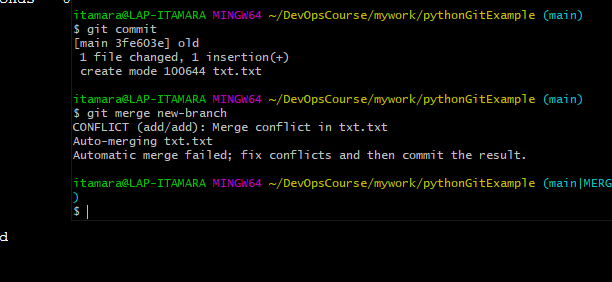 onds
itamara@LAP-ITAMARA MINGW64 ~/DevOpsCourse/mywork/pythonGitExample (main)
$ git commit
[main 3fe603e] old
 1 file changed, 1 insertion(+)
 create mode 100644 txt.txt
itamara@LAP-ITAMARA MINGW64 ~/DevOpsCourse/mywork/pythonGitExample (main)
$ git merge new-branch
CONFLICT (add/add): Merge conflict in txt.txt
Auto-merging txt.txt
Automatic merge failed; fix conflicts and then commit the result.
itamara@LAP-ITAMARA MINGW64 ~/DevOpsCourse/mywork/pythonGitExample (main|MERG
)
$
d